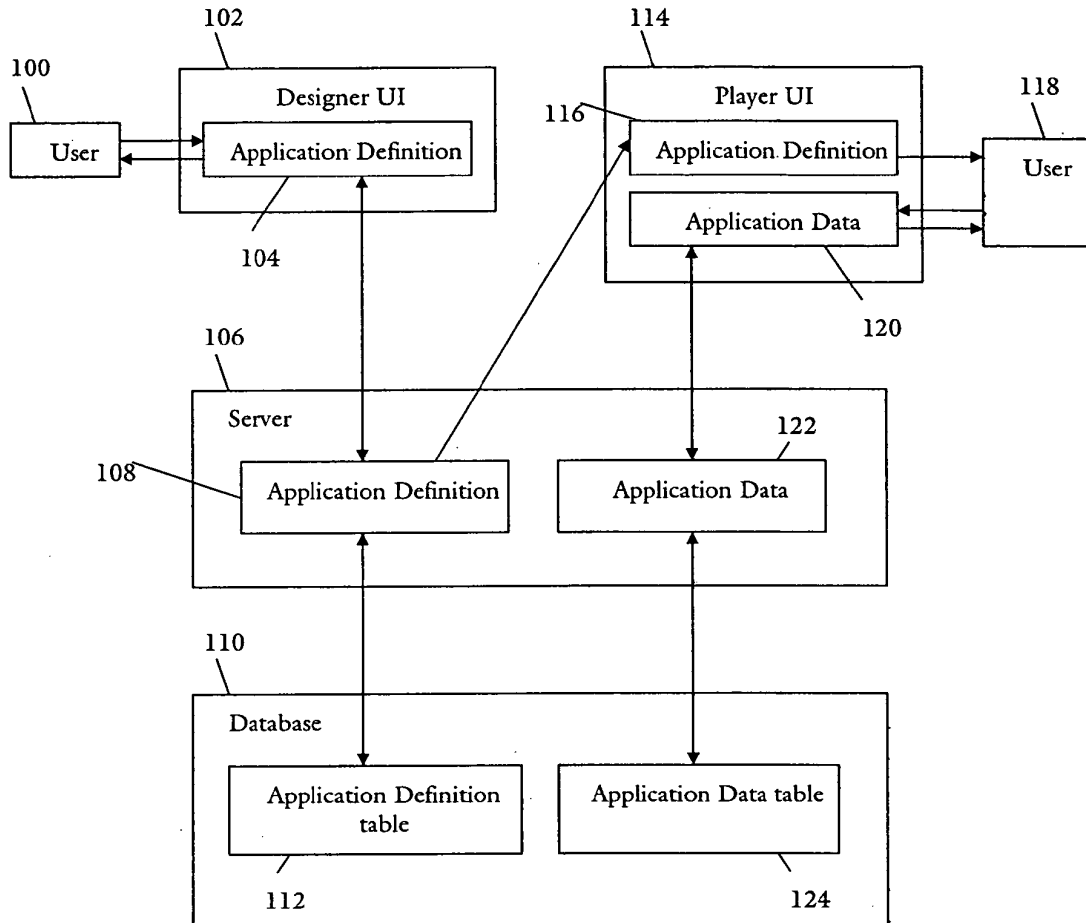 102
114
100
Designer UI
Player UI
118
116
User
Application Definition
Application Definition
User
Application Data
104
120
106
Server
122
108
Application Definition
Application Data
110
Database
Application Definition
table
Application Data table
112
124